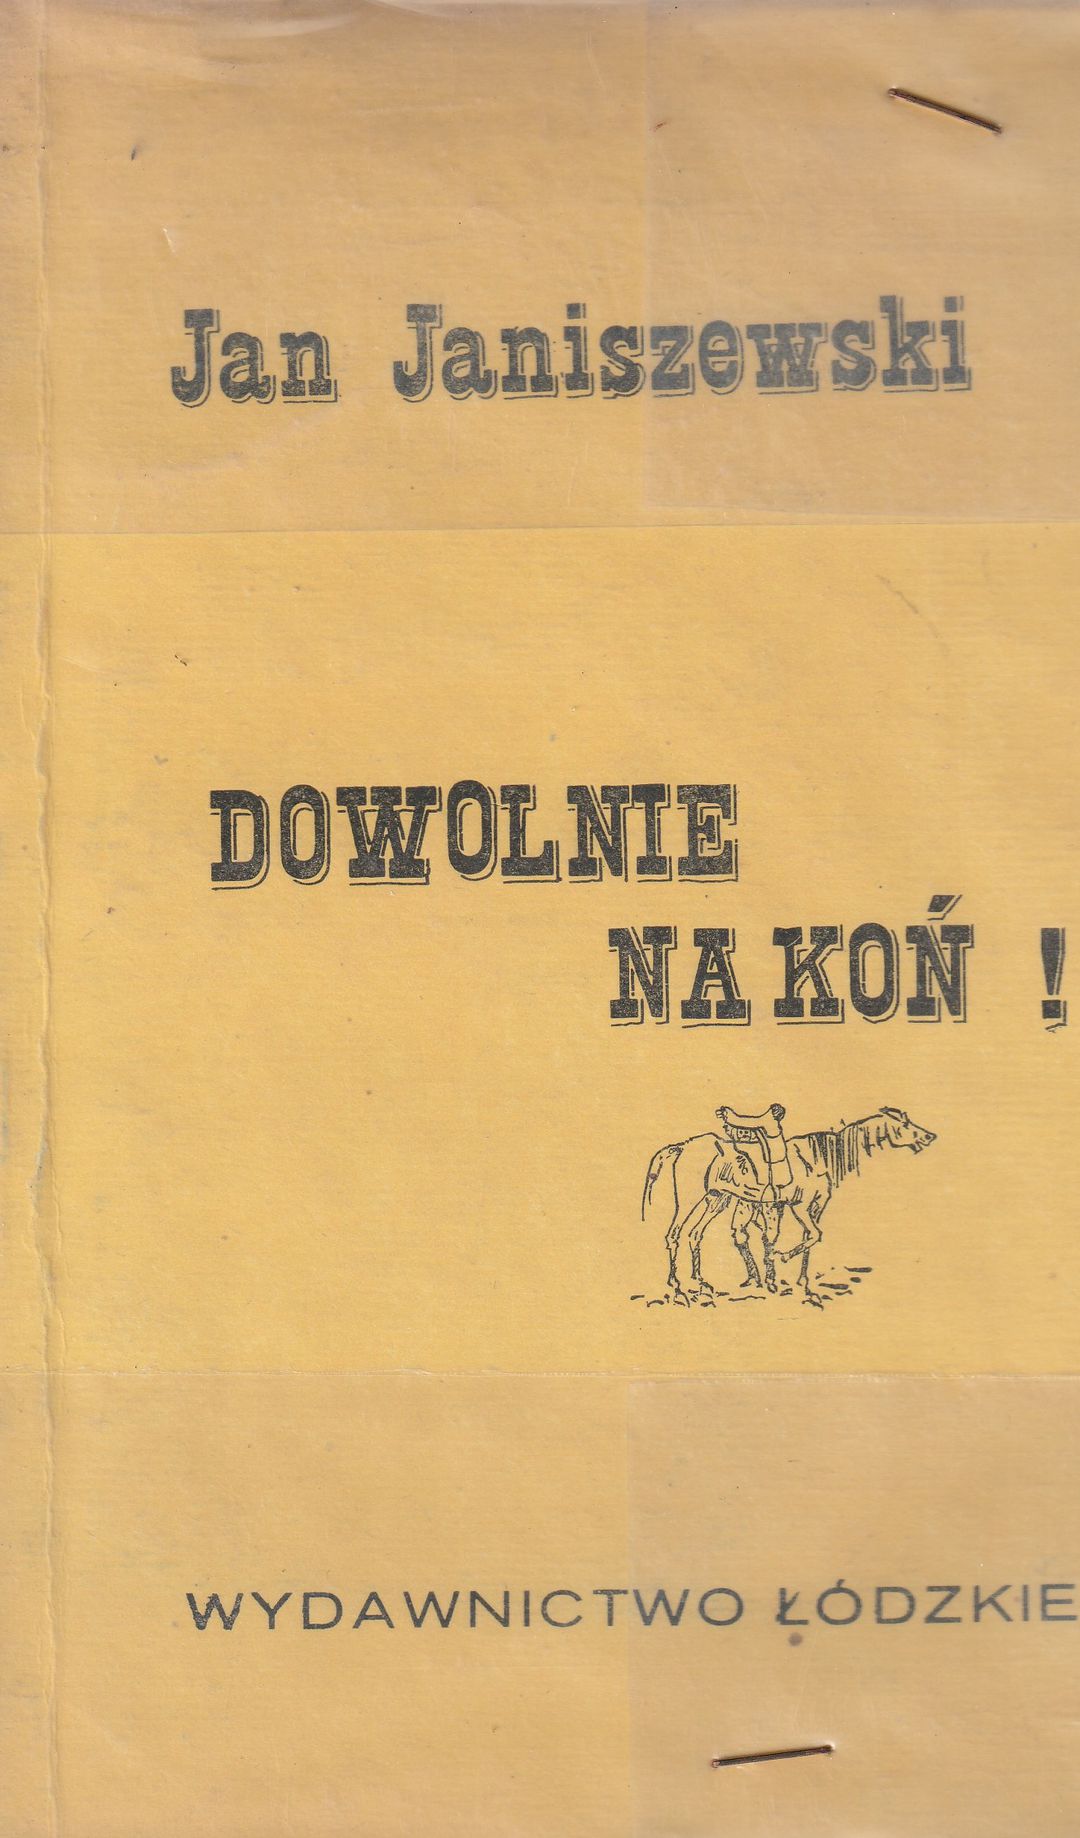 Jan Janiszewski
DOWOLNIE
NA KOŃ !
WYDAWNICTWO ŁÓDZKIE